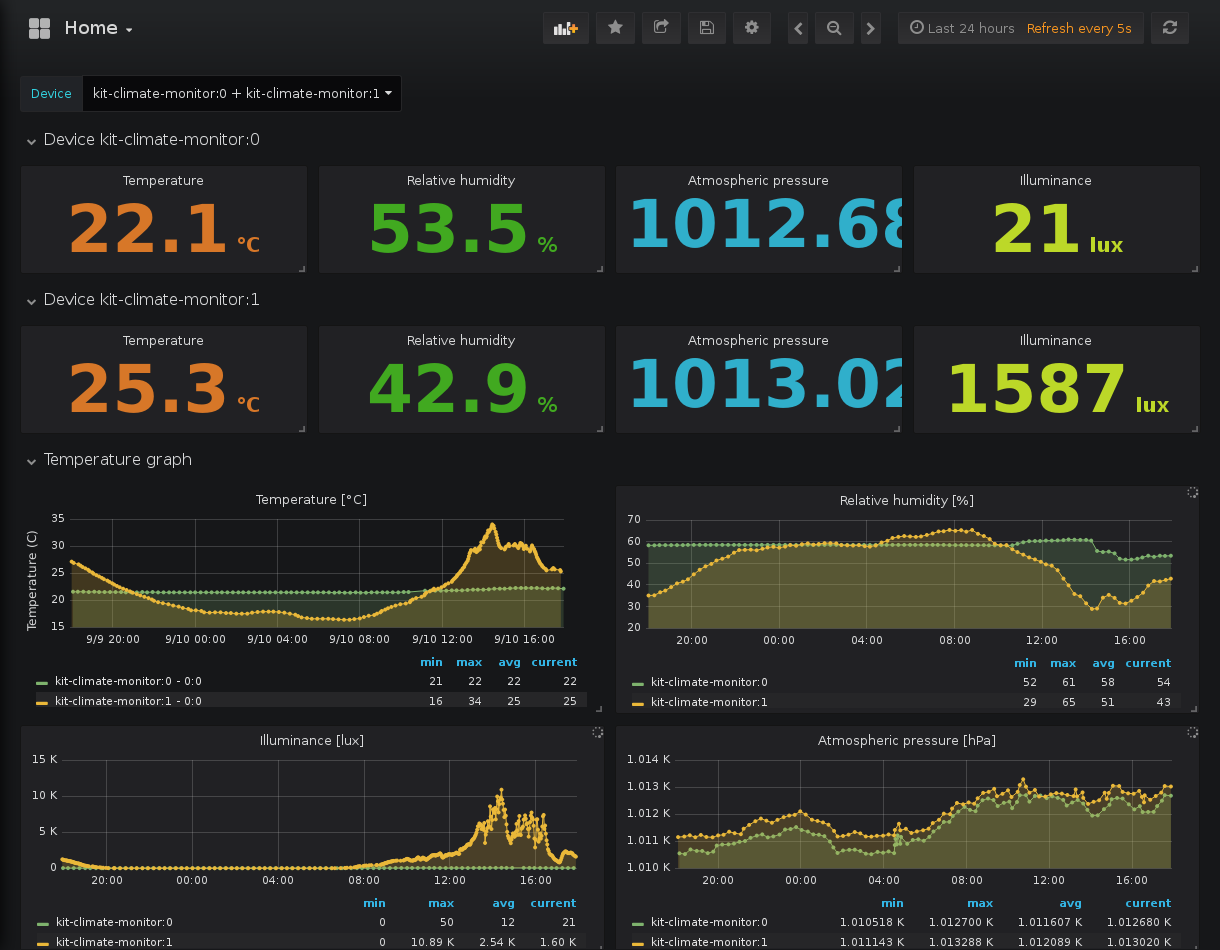 Home
Last 24 hours Refresh every 5s
Device kit-climate-monitor:0 + kit-climate-monitor:1
Device kit-climate-monitor:0
Temperature Relative humidity Atmospheric pressure Illuminance
22.1 °C 53.5 % 1012.68 21 lux
Device kit-climate-monitor:1
Temperature Relative humidity Atmospheric pressure Illuminance
25.3 °C 42.9 % 1013.02 1587 lux
Temperature graph
Temperature [°C]
Temperature (C)
35
30
25
20
15
9/9 20:00 9/10 00:00 9/10 04:00 9/10 08:00 9/10 12:00 9/10 16:00
min max avg current
kit-climate-monitor:0 - 0:0 21 22 22 22
kit-climate-monitor:1 - 0:0 16 34 25 25
Relative humidity [%]
70
60
50
40
30
20
20:00 00:00 04:00 08:00 12:00 16:00
min max avg current
kit-climate-monitor:0 52 61 58 54
kit-climate-monitor:1 29 65 51 43
Illuminance [lux]
15 K
10 K
5 K
0
20:00 00:00 04:00 08:00 12:00 16:00
min max avg current
kit-climate-monitor:0 0 50 12 21
kit-climate-monitor:1 0 10.89 K 2.54 K 1.60 K
Atmospheric pressure [hPa]
1.014 K
1.013 K
1.012 K
1.011 K
1.010 K
20:00 00:00 04:00 08:00 12:00 16:00
min max avg current
kit-climate-monitor:0 1.010518 K 1.012700 K 1.011607 K 1.012680 K
kit-climate-monitor:1 1.011143 K 1.013288 K 1.012089 K 1.013020 K